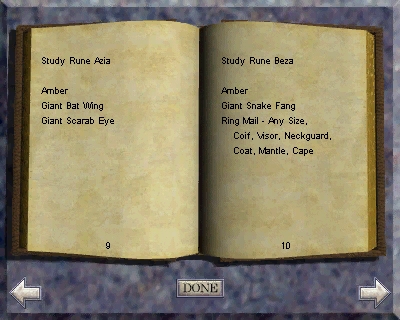 Study Rune Azia
Amber
Giant Bat Wing
Giant Scarab Eye
9
Study Rune Beza
Amber
Giant Snake Fang
Ring Mail - Any Size,
Coif, Visor, Neckguard,
Coat, Mantle, Cape
10
DONE